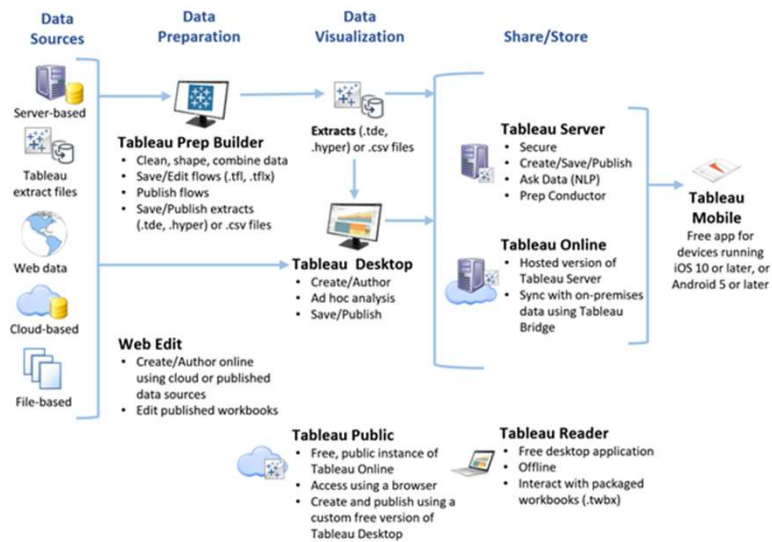 Data
Sources
Data
Preparation
Data
Visualization
Share/Store
Server-based
Tableau
extract files
Web data
Cloud-based
File-based
Tableau Prep Builder
• Clean, shape, combine data
• Save/Edit flows (.tfl, .tflx)
• Publish flows
• Save/Publish extracts
(.tde, .hyper) or .csv files
Web Edit
• Create/Author online
using cloud or published
data sources
• Edit published workbooks
Extracts (.tde,
.hyper) or .csv files
Tableau Desktop
• Create/Author
• Ad hoc analysis
• Save/Publish
Tableau Server
• Secure
• Create/Save/Publish
• Ask Data (NLP)
• Prep Conductor
Tableau Online
• Hosted version of
Tableau Server
• Sync with on-premises
data using Tableau
Bridge
Tableau
Mobile
Free app for
devices running
iOS 10 or later, or
Android 5 or later
Tableau Public
• Free, public instance of
Tableau Online
• Access using a browser
• Create and publish using a
custom free version of
Tableau Desktop
Tableau Reader
• Free desktop application
• Offline
• Interact with packaged
workbooks (.twbx)